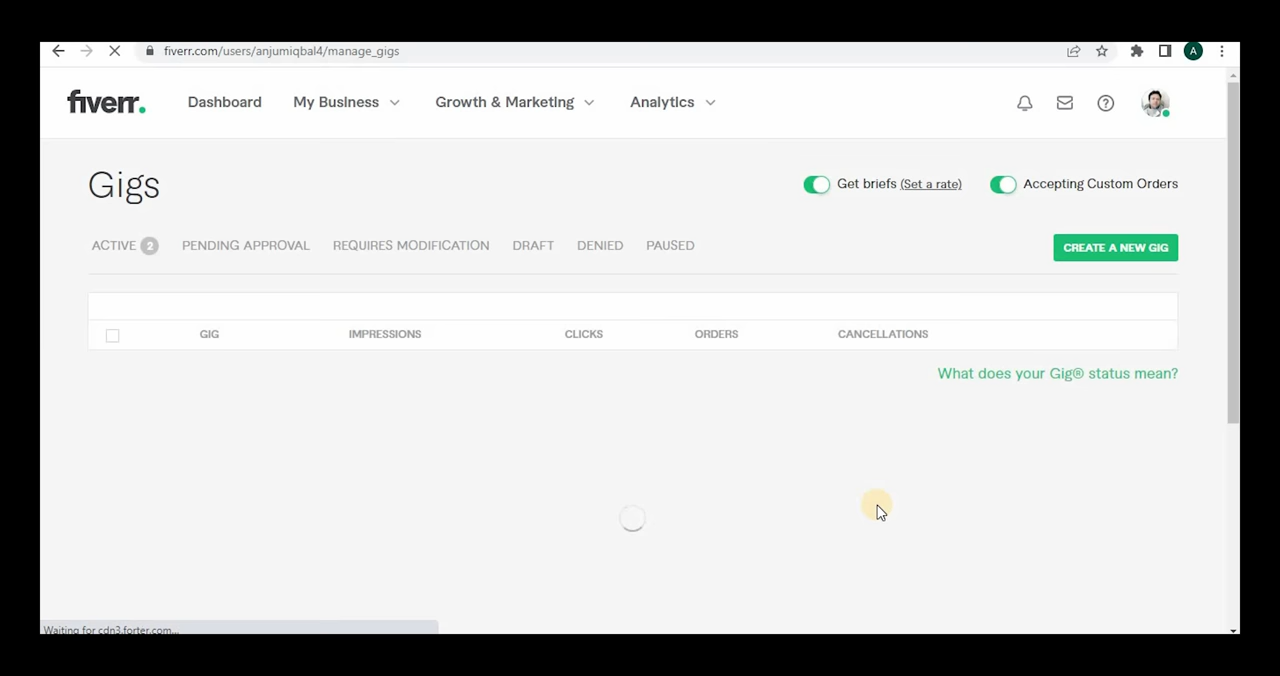 fiverr.com/users/anjumiqbal4/manage_gigs
A
fiverr.
Dashboard My Business Growth & Marketing Analytics
Gigs
Get briefs (Set a rate) Accepting Custom Orders
ACTIVE 2 PENDING APPROVAL REQUIRES MODIFICATION DRAFT DENIED PAUSED
CREATE A NEW GIG
GIG IMPRESSIONS CLICKS ORDERS CANCELLATIONS
What does your Gig® status mean?
Waiting for cdn3.forter.com...